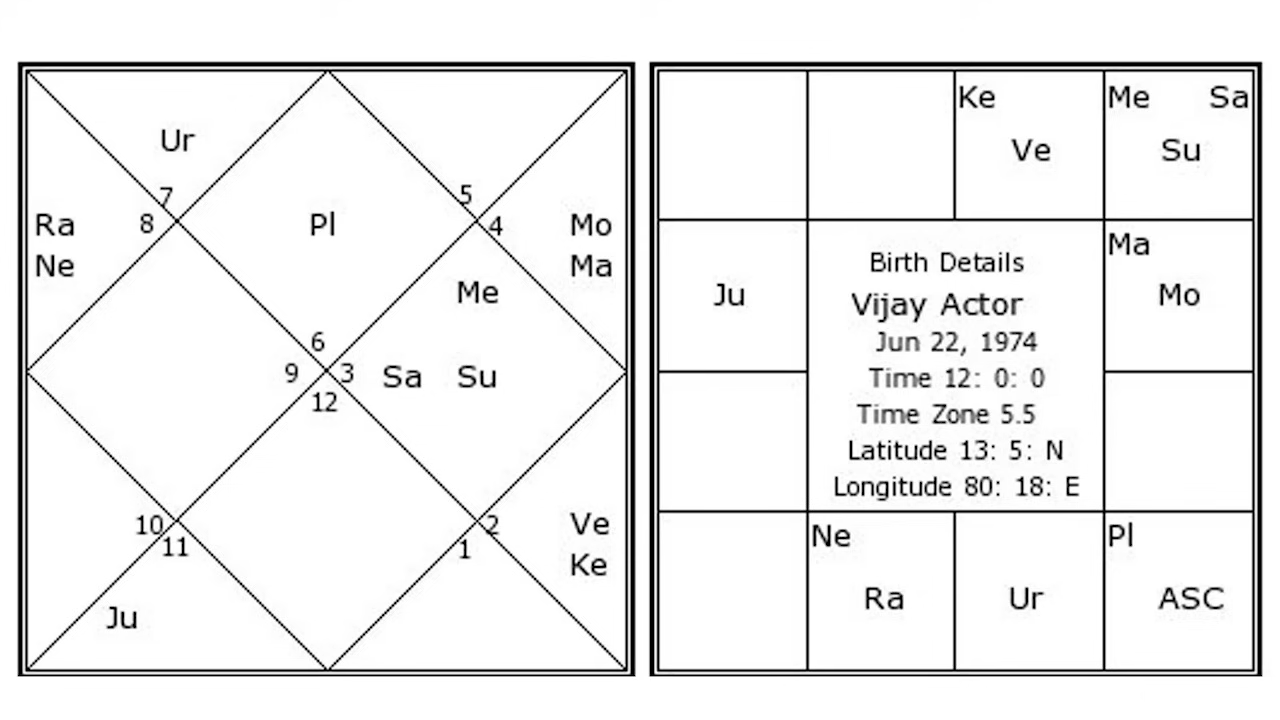 Ur
7
5
Ra
8
Pl
4
Mo
Ne
Ma
Me
6
9
3
Sa Su
12
10
2
Ve
11
1
Ke
Ju
Ke
Me Sa
Ve
Su
Ma
Ju
Mo
Birth Details
Vijay Actor
Jun 22, 1974
Time 12: 0: 0
Time Zone 5.5
Latitude 13: 5: N
Longitude 80: 18: E
Ne
Pl
Ra
Ur
ASC